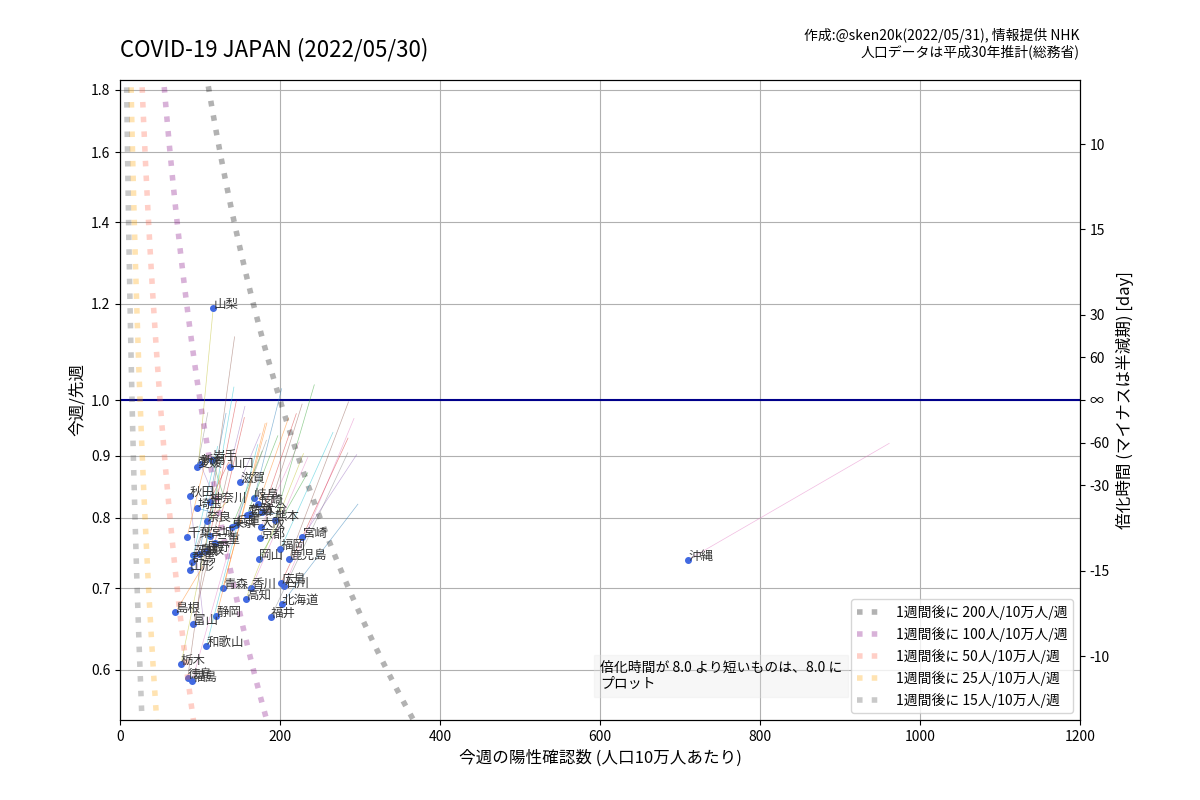 COVID-19 JAPAN (2022/05/30)
作成:@sken20k(2022/05/31), 情報提供 NHK
人口データは平成30年推計(総務省)
今週/先週
1.8
1.6
1.4
1.2
1.0
0.9
0.8
0.7
0.6
10
15
30
60
∞
-60
-30
-15
-10
倍化時間 (マイナスは半減期) [day]
山梨
岩手
山口
滋賀
秋田
神奈川
埼玉
岐阜
長崎
奈良
東京
大阪
熊本
千葉
宮城
三重
京都
宮崎
福岡
岡山
鹿児島
山形
青森
香川
広島
石川
高知
北海道
島根
静岡
福井
富山
和歌山
栃木
徳島
福島
沖縄
倍化時間が 8.0 より短いものは、8.0 に
プロット
1週間後に 200人/10万人/週
1週間後に 100人/10万人/週
1週間後に 50人/10万人/週
1週間後に 25人/10万人/週
1週間後に 15人/10万人/週
0 200 400 600 800 1000 1200
今週の陽性確認数 (人口10万人あたり)